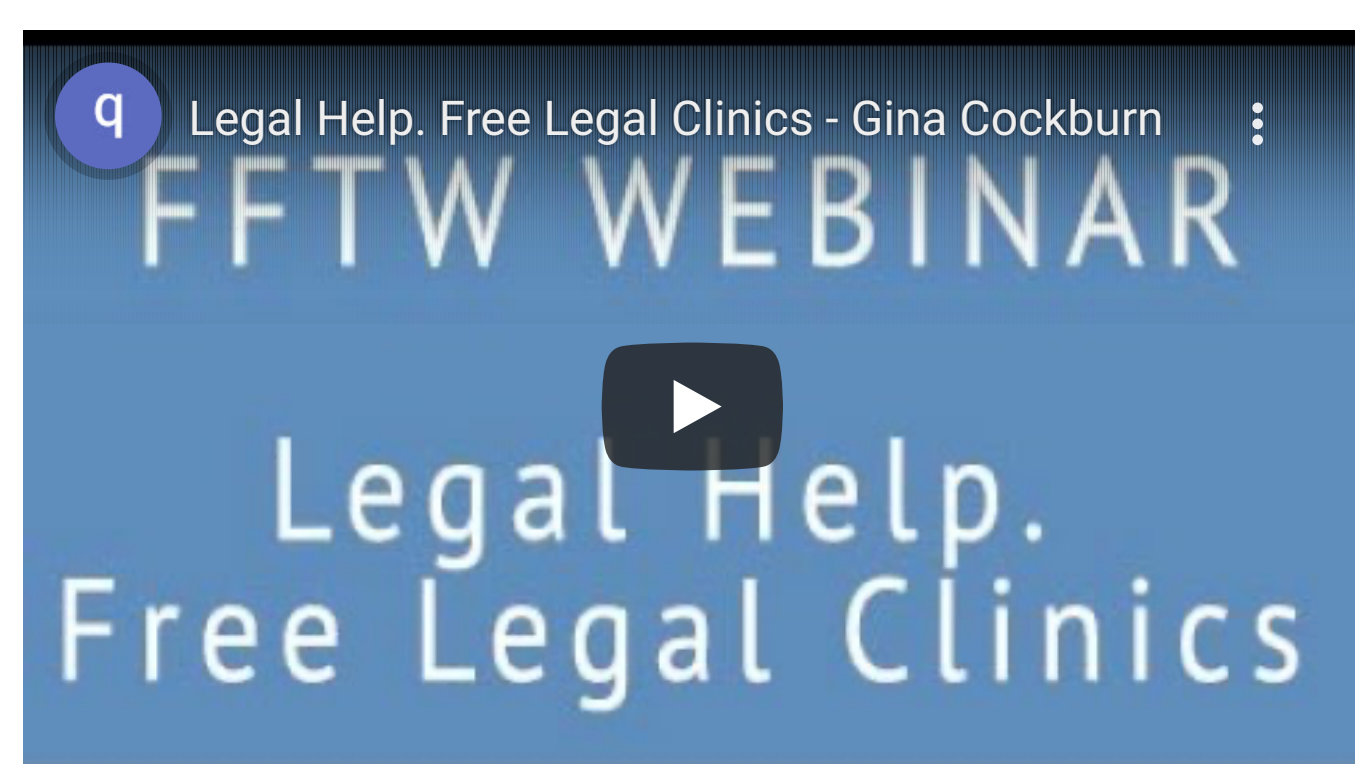 q
Legal Help. Free Legal Clinics - Gina Cockburn
FFTW WEBINAR
Legal Help.
Free Legal Clinics